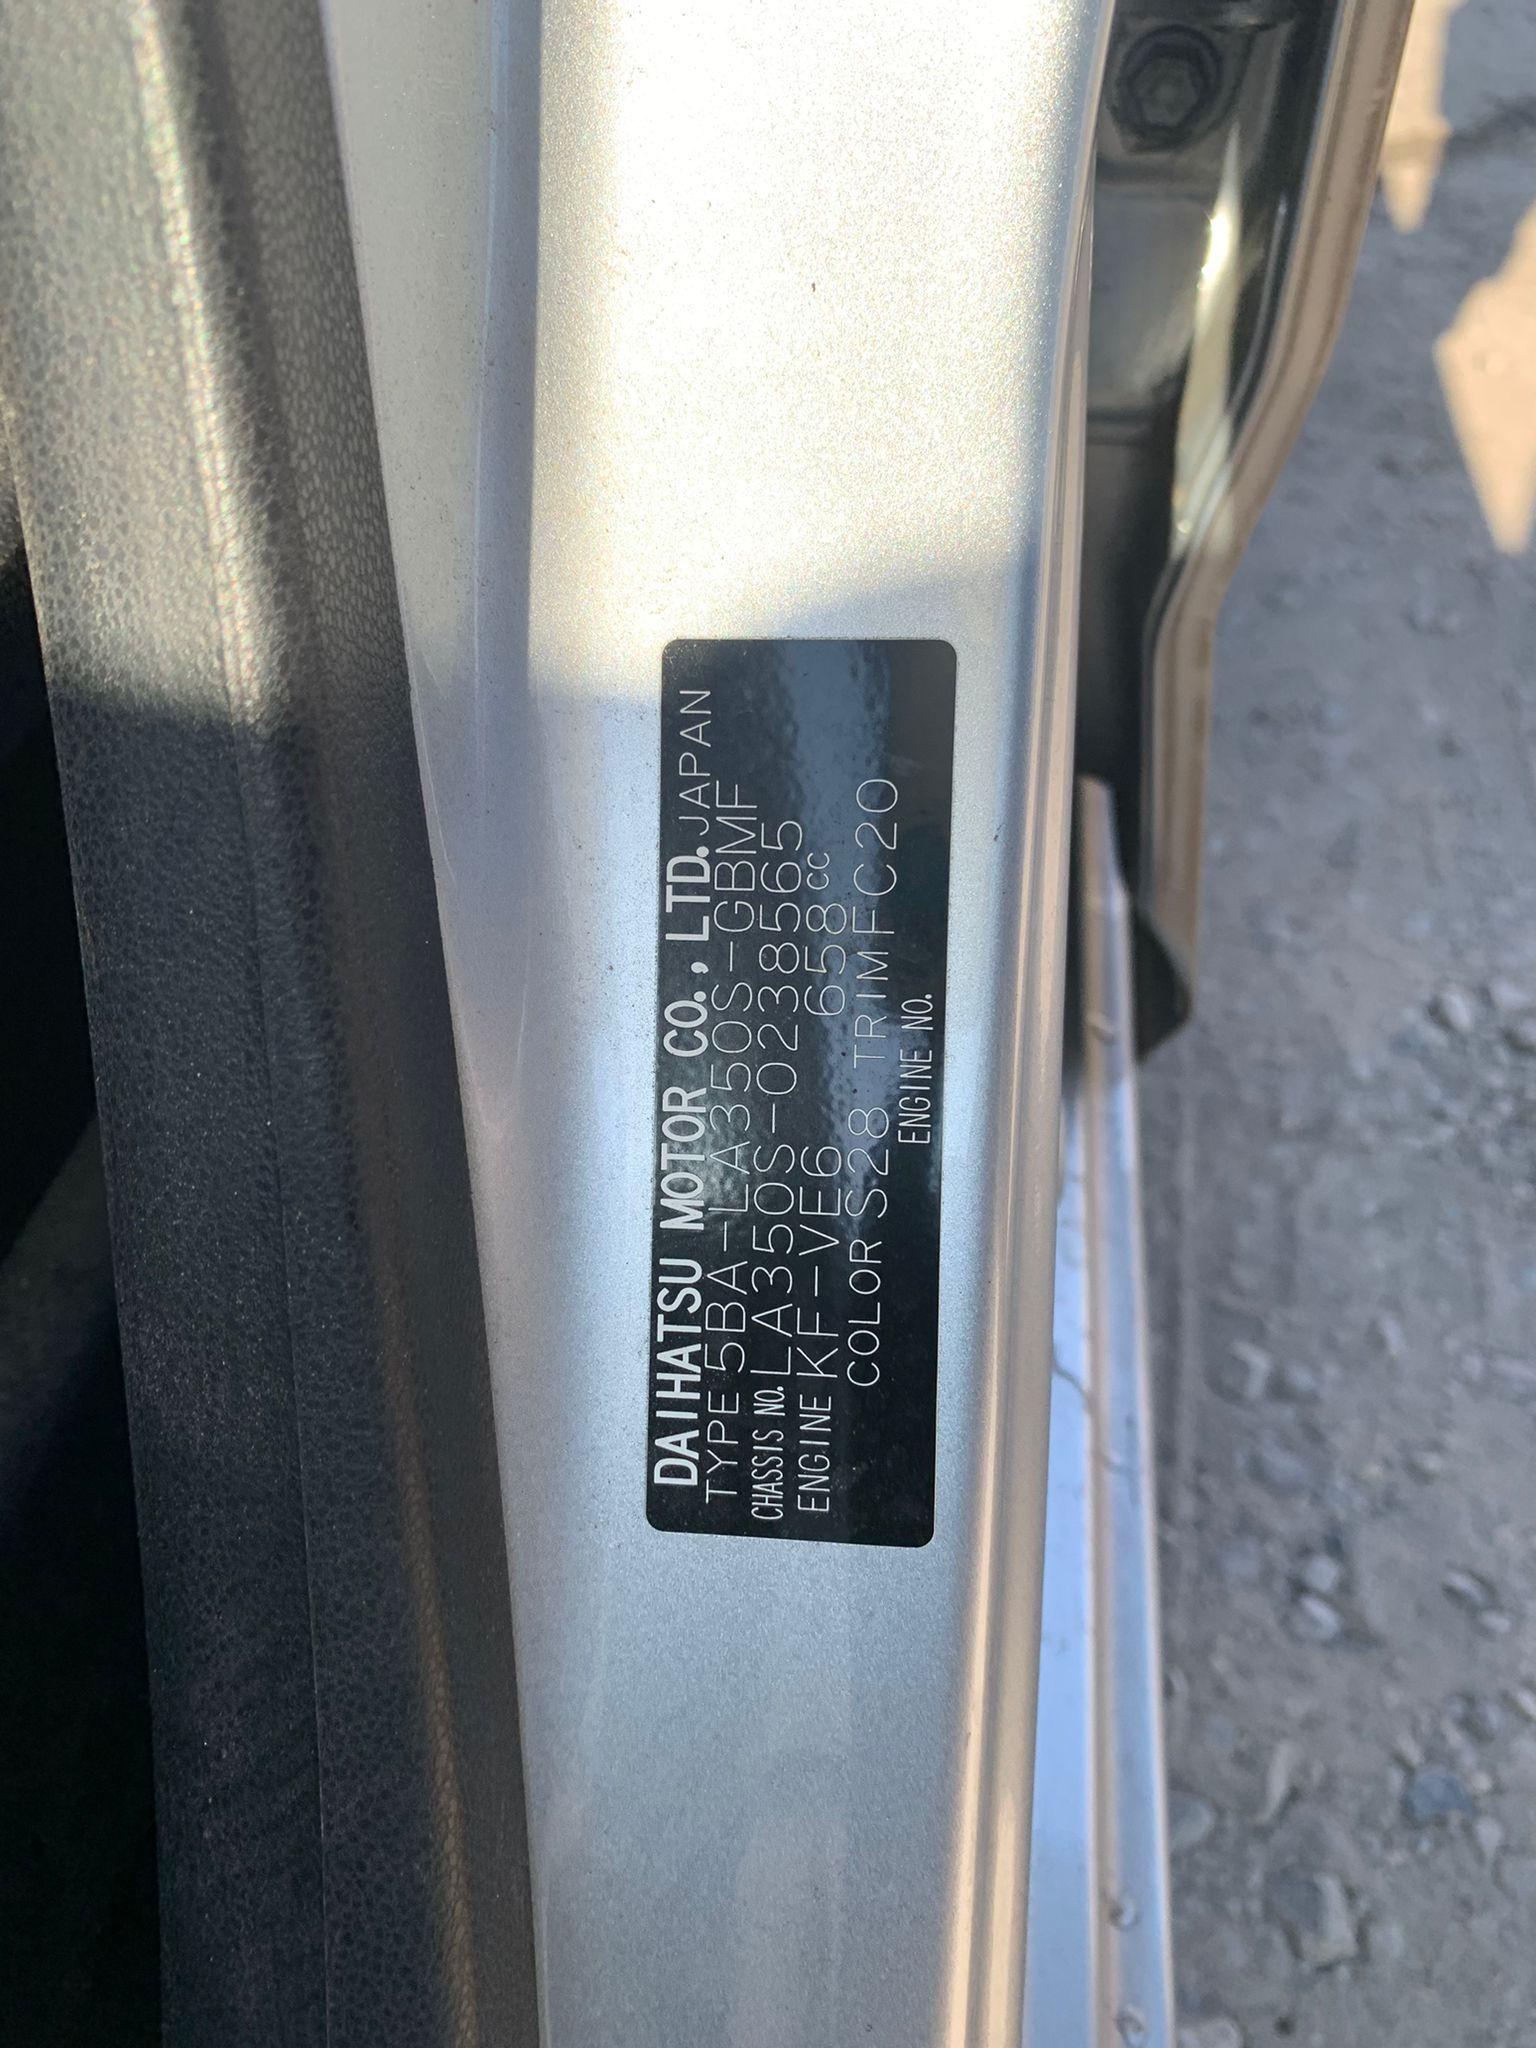 DAIHATSU MOTOR CO., LTD. JAPAN
TYPE 5BA-LA350S-GBMF
CHASSIS NO. LA350S-0238565
ENGINE KF-VE6 658cc
COLOR S28 TRIM FC20
ENGINE NO.